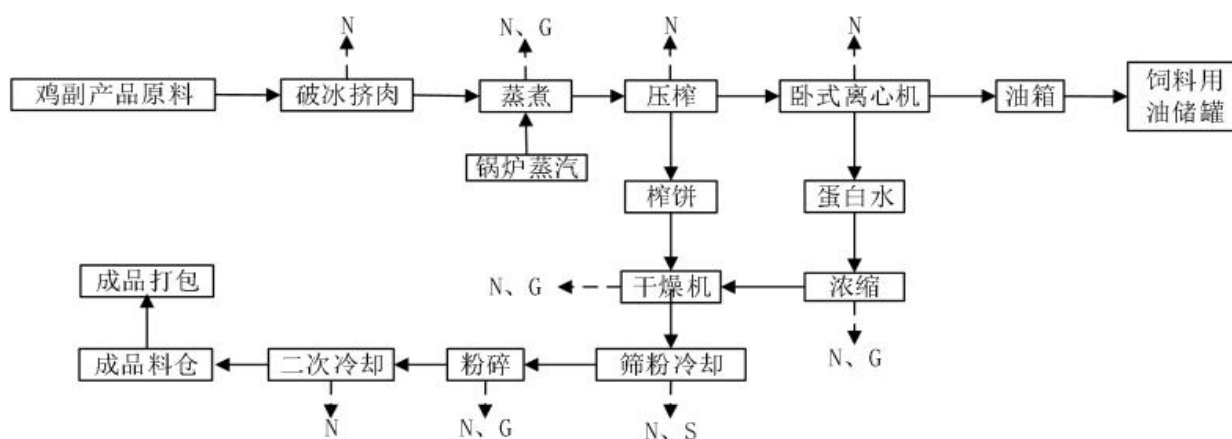 N
N、G
N
N
鸡副产品原料
破冰挤肉
蒸煮
压榨
卧式离心机
油箱
饲料用
油储罐
锅炉蒸汽
榨饼
蛋白水
成品打包
N、G
干燥机
浓缩
N、G
成品料仓
二次冷却
粉碎
筛粉冷却
N
N、G
N、S